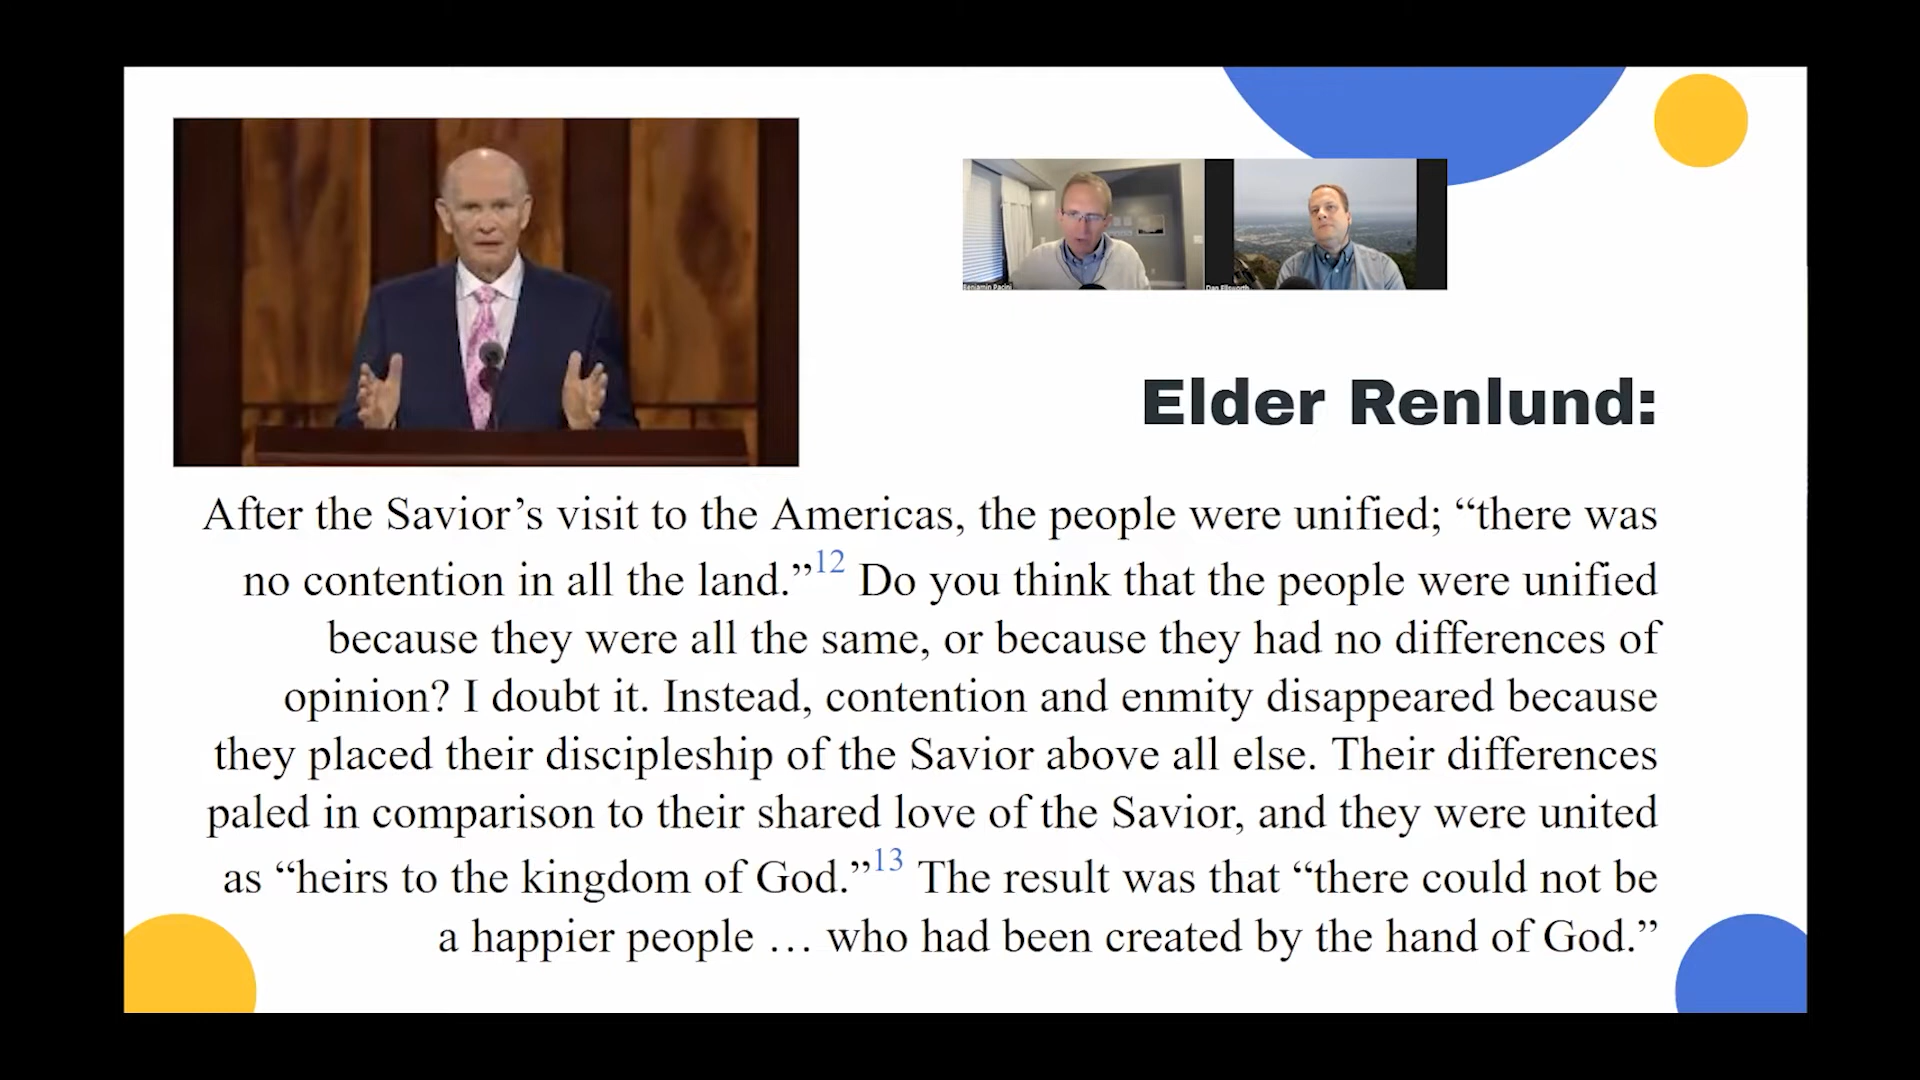 Benjamin Pacini
Dan Ellsworth
Elder Renlund:
After the Savior’s visit to the Americas, the people were unified; “there was
no contention in all the land.”12 Do you think that the people were unified
because they were all the same, or because they had no differences of
opinion? I doubt it. Instead, contention and enmity disappeared because
they placed their discipleship of the Savior above all else. Their differences
paled in comparison to their shared love of the Savior, and they were united
as “heirs to the kingdom of God.”13 The result was that “there could not be
a happier people … who had been created by the hand of God.”